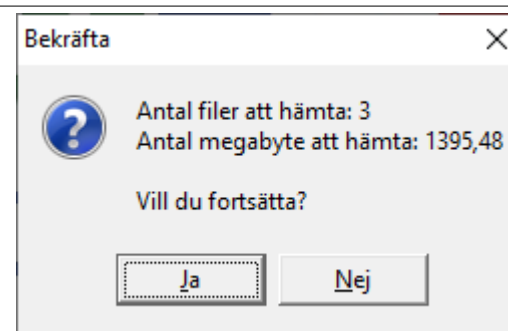 Bekräfta
Antal filer att hämta: 3
Antal megabyte att hämta: 1395,48
Vill du fortsätta?
Ja
Nej